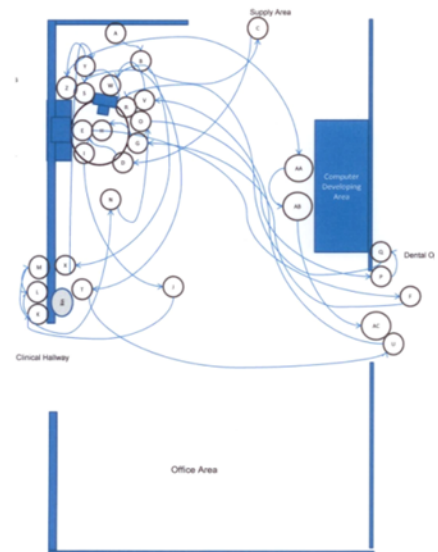 Supply Area
C
A
Y
B
Z
S
W
X
V
O
E
H
G
I
D
AA
Computer
Developing
Area
AB
N
Q
Dental O
P
M
X
L
T
J
F
K
AC
U
Clinical Hallway
Office Area